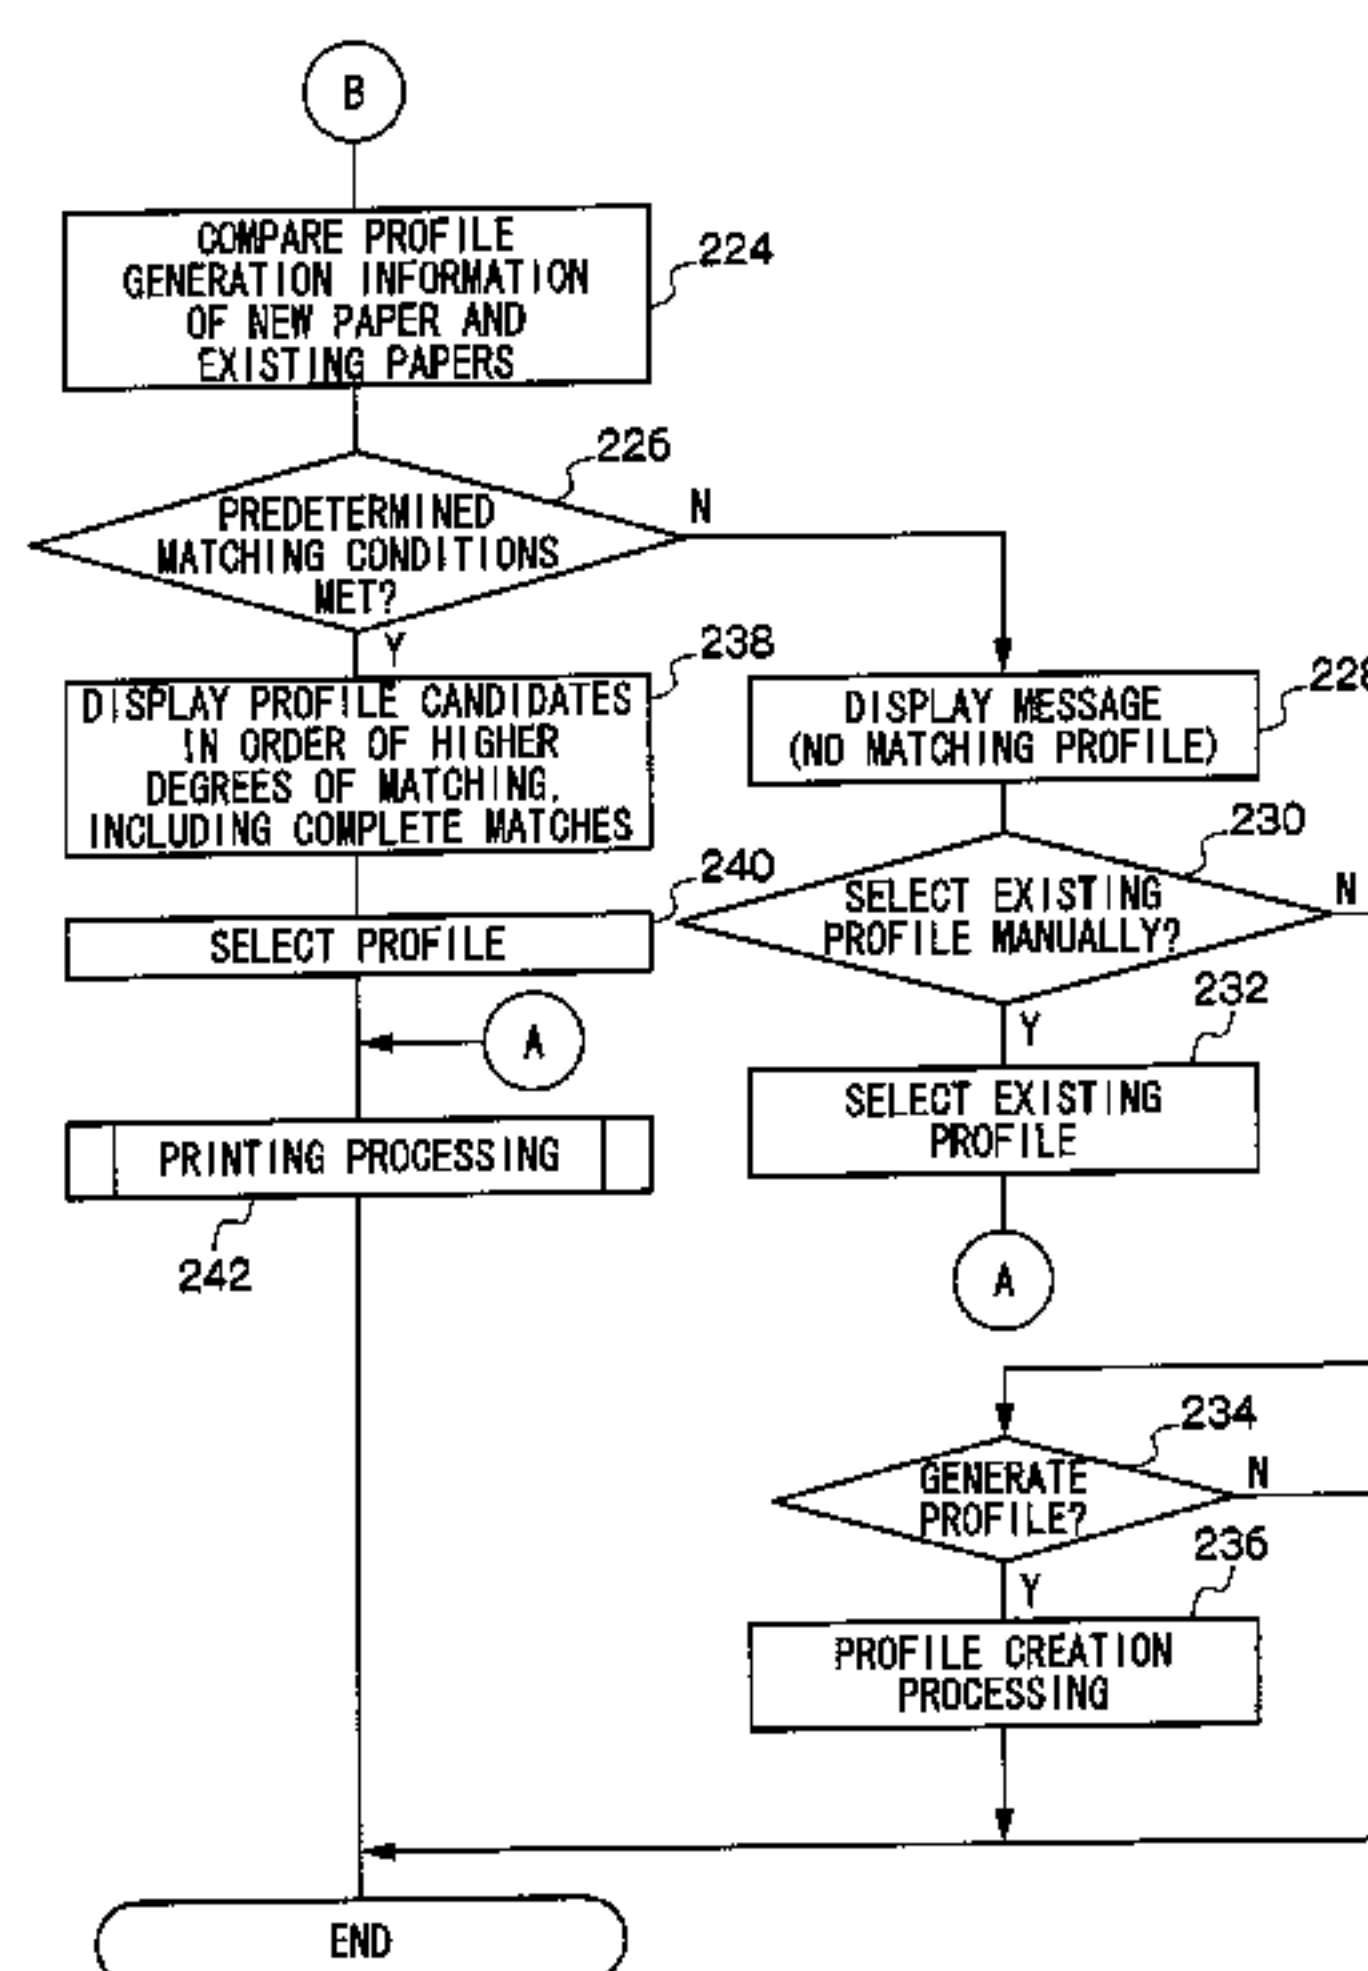 B
COMPARE PROFILE
GENERATION INFORMATION
OF NEW PAPER AND
EXISTING PAPERS
224
226
PREDETERMINED
MATCHING CONDITIONS
MET?
N
Y
238
DISPLAY PROFILE CANDIDATES
IN ORDER OF HIGHER
DEGREES OF MATCHING,
INCLUDING COMPLETE MATCHES
240
SELECT PROFILE
A
PRINTING PROCESSING
242
228
DISPLAY MESSAGE
(NO MATCHING PROFILE)
230
SELECT EXISTING
PROFILE MANUALLY?
N
Y
232
SELECT EXISTING
PROFILE
A
234
GENERATE
PROFILE?
N
Y
236
PROFILE CREATION
PROCESSING
END